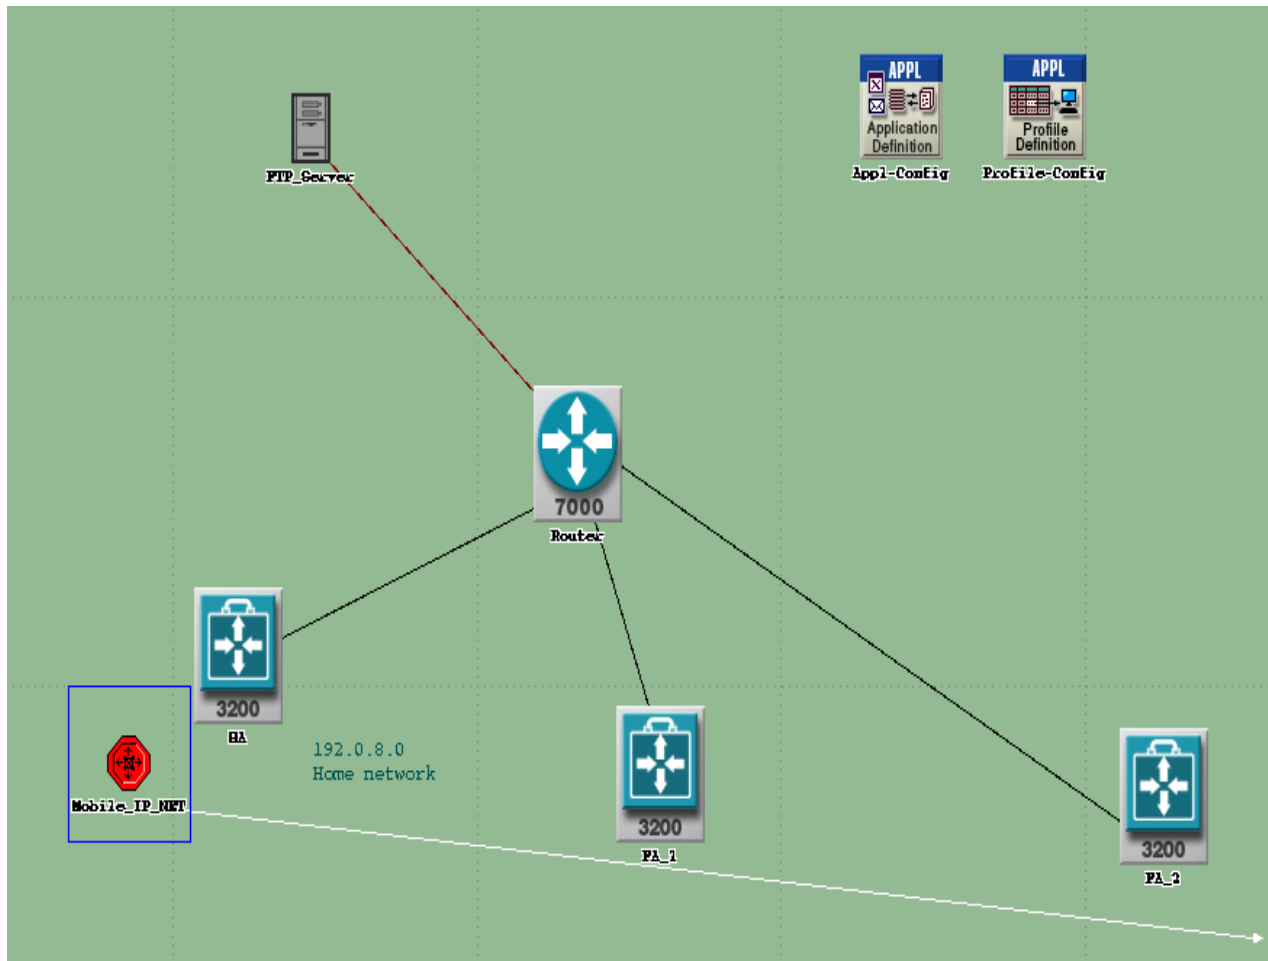 APPL
Application
Definition
Appl-Config
APPL
Profiile
Definition
Profile-Config
FTP_Server
7000
Router
3200
HA
192.0.8.0
Home network
Mobile_IP_NET
3200
FA_1
3200
FA_2